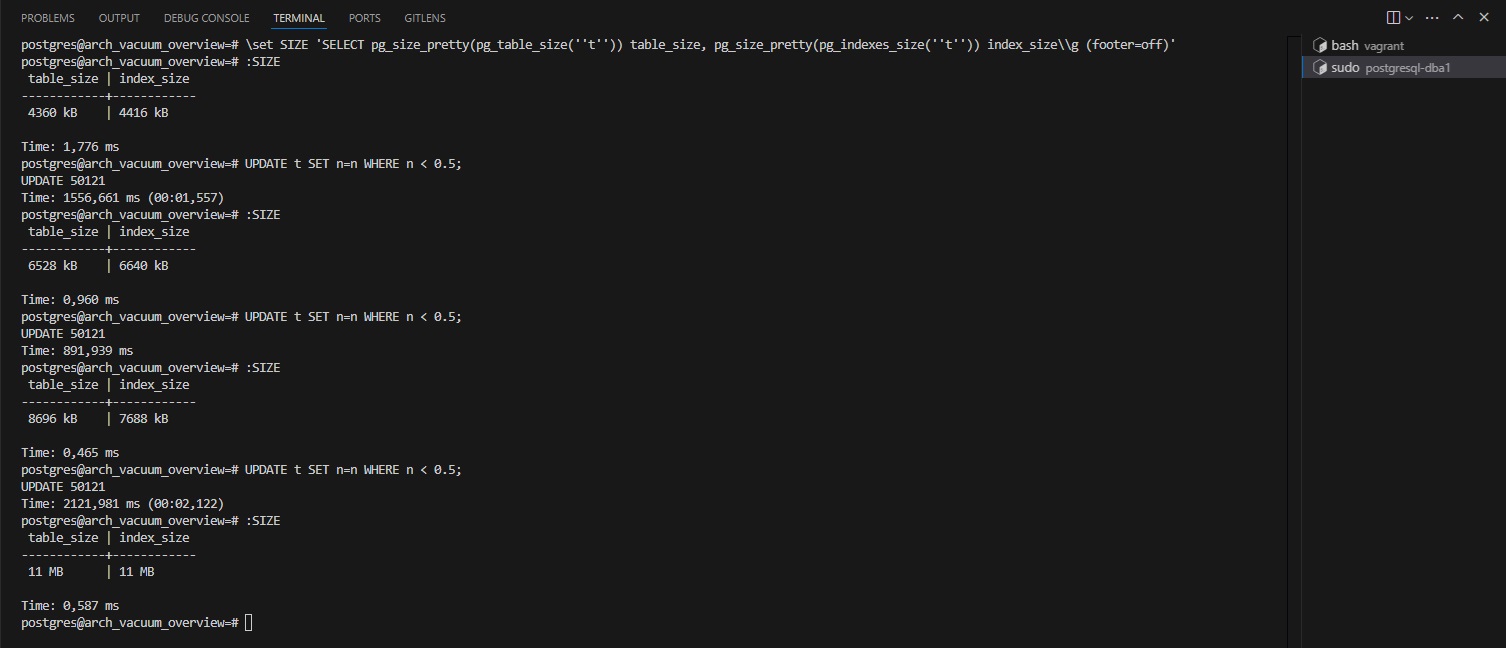 PROBLEMS OUTPUT DEBUG CONSOLE TERMINAL PORTS GITLENS
postgres@arch_vacuum_overview=# \set SIZE 'SELECT pg_size_pretty(pg_table_size(''t'')) table_size, pg_size_pretty(pg_indexes_size(''t'')) index_size\\g (footer=off)'
postgres@arch_vacuum_overview=# :SIZE
 table_size | index_size
------------+------------
 4360 kB    | 4416 kB
Time: 1,776 ms
postgres@arch_vacuum_overview=# UPDATE t SET n=n WHERE n < 0.5;
UPDATE 50121
Time: 1556,661 ms (00:01,557)
postgres@arch_vacuum_overview=# :SIZE
 table_size | index_size
------------+------------
 6528 kB    | 6640 kB
Time: 0,960 ms
postgres@arch_vacuum_overview=# UPDATE t SET n=n WHERE n < 0.5;
UPDATE 50121
Time: 891,939 ms
postgres@arch_vacuum_overview=# :SIZE
 table_size | index_size
------------+------------
 8696 kB    | 7688 kB
Time: 0,465 ms
postgres@arch_vacuum_overview=# UPDATE t SET n=n WHERE n < 0.5;
UPDATE 50121
Time: 2121,981 ms (00:02,122)
postgres@arch_vacuum_overview=# :SIZE
 table_size | index_size
------------+------------
 11 MB      | 11 MB
Time: 0,587 ms
postgres@arch_vacuum_overview=#
bash vagrant
sudo postgresql-dba1